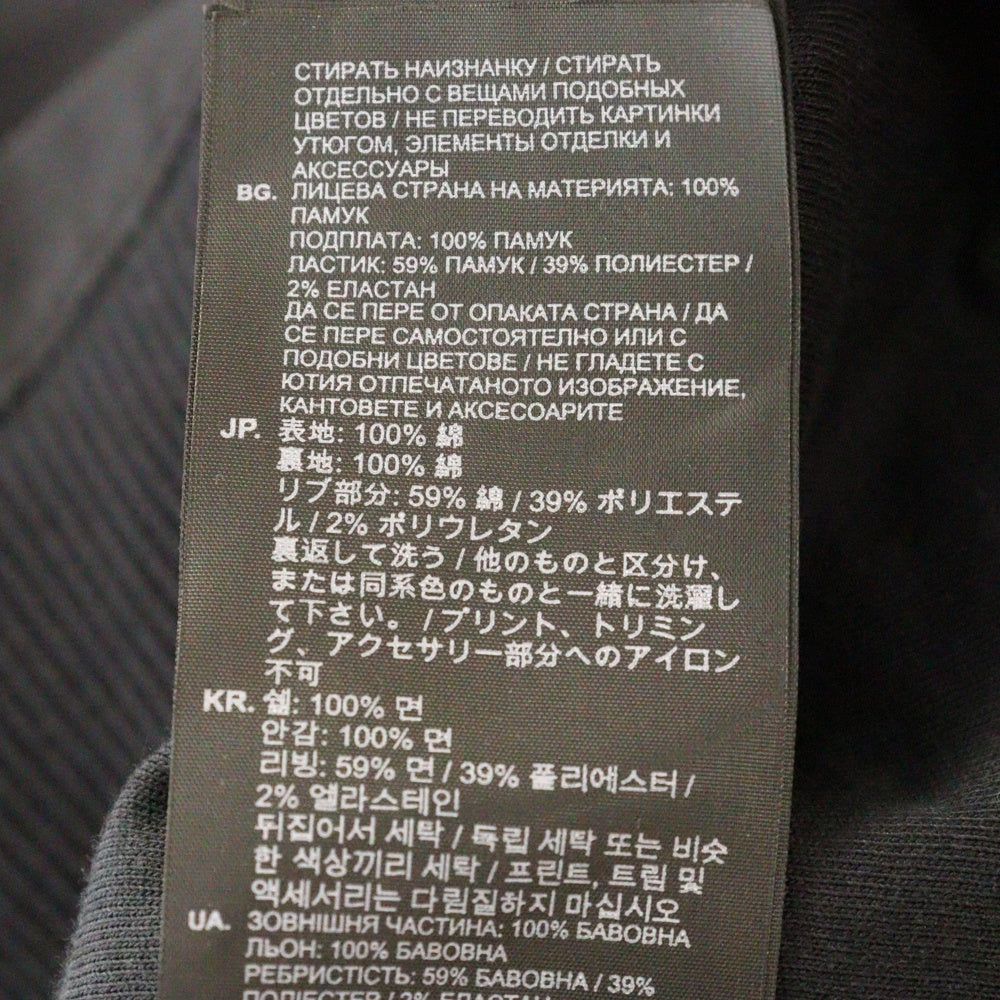 СТИРАТЬ НАИЗНАНКУ / СТИРАТЬ
ОТДЕЛЬНО С ВЕЩАМИ ПОДОБНЫХ
ЦВЕТОВ / НЕ ПЕРЕВОДИТЬ КАРТИНКИ
УТЮГОМ, ЭЛЕМЕНТЫ ОТДЕЛКИ И
АКСЕССУАРЫ
BG. ЛИЦЕВА СТРАНА НА МАТЕРИЯТА: 100%
ПАМУК
ПОДПЛАТА: 100% ПАМУК
ЛАСТИК: 59% ПАМУК / 39% ПОЛИЕСТЕР /
2% ЕЛАСТАН
ДА СЕ ПЕРЕ ОТ ОПАКАТА СТРАНА / ДА
СЕ ПЕРЕ САМОСТОЯТЕЛНО ИЛИ С
ПОДОБНИ ЦВЕТОВЕ / НЕ ГЛАДЕТЕ С
ЮТИЯ ОТПЕЧАТАНОТО ИЗОБРАЖЕНИЕ,
КАНТОВЕТЕ И АКСЕСОАРИТЕ
JP. 表地: 100% 綿
裏地: 100% 綿
リブ部分: 59% 綿 / 39% ポリエステ
ル / 2% ポリウレタン
裏返して洗う / 他のものと区分け、
または同系色のものと一緒に洗濯し
て下さい。 /プリント、トリミン
グ、アクセサリー部分へのアイロン
不可
KR. 쉘: 100% 면
안감: 100% 면
리빙: 59% 면 / 39% 폴리에스터 /
2% 엘라스테인
뒤집어서 세탁 / 독립 세탁 또는 비슷
한 색상끼리 세탁 / 프린트, 트림 및
액세서리는 다림질하지 마십시오
UA. ЗОВНІШНЯ ЧАСТИНА: 100% БАВОВНА
ЛЬОН: 100% БАВОВНА
РЕБРИСТІСТЬ: 59% БАВОВНА / 39%
ПОЛІЕСТЕР / 2% ЕЛАСТАН